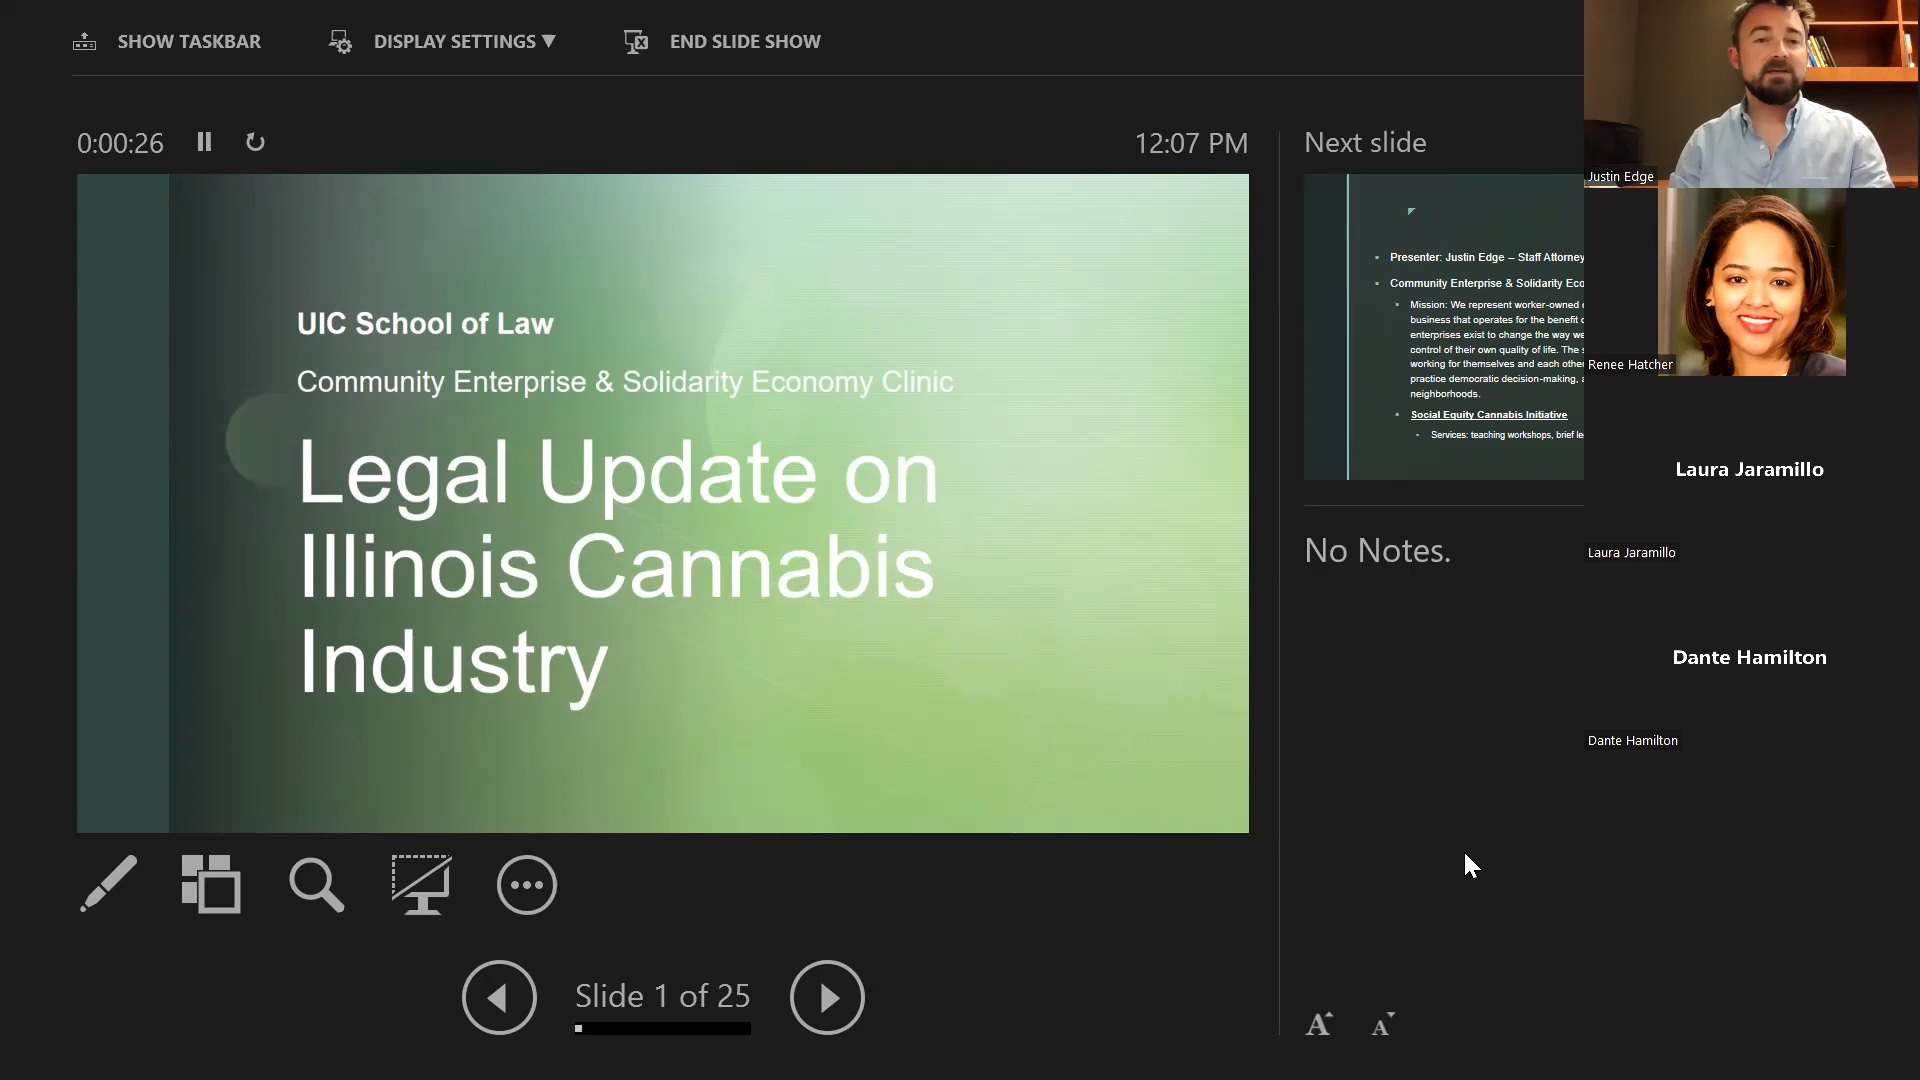 SHOW TASKBAR
DISPLAY SETTINGS ▼
END SLIDE SHOW
0:00:26
12:07 PM
UIC School of Law
Community Enterprise & Solidarity Economy Clinic
Legal Update on
Illinois Cannabis
Industry
Slide 1 of 25
Next slide
Presenter: Justin Edge – Staff Attorney
Community Enterprise & Solidarity Eco
Mission: We represent worker-owned
business that operates for the benefit
enterprises exist to change the way we
control of their own quality of life. The
working for themselves and each othe
practice democratic decision-making,
neighborhoods.
Social Equity Cannabis Initiative
Services: teaching workshops, brief le
No Notes.
A A
Justin Edge
Renee Hatcher
Laura Jaramillo
Laura Jaramillo
Dante Hamilton
Dante Hamilton